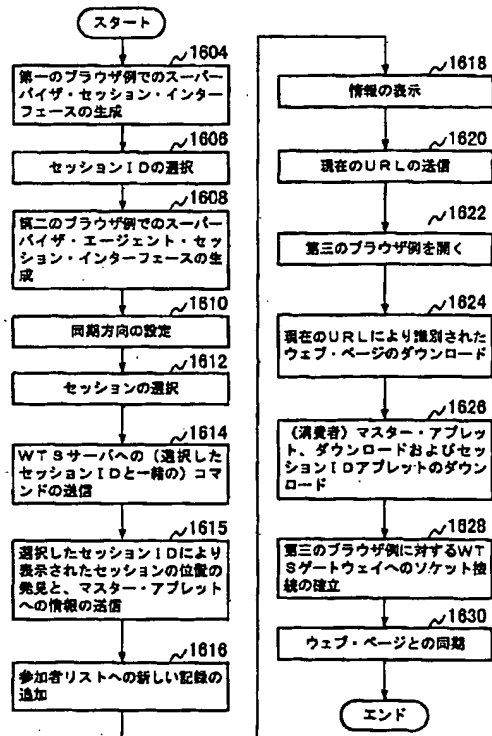 スタート
1604
第一のブラウザ例でのスーパー
バイザ・セッション・インター
フェースの生成
1606
セッションIDの選択
1608
第二のブラウザ例でのスーパー
バイザ・エージェント・セッシ
ョン・インターフェースの生
成
1610
同期方向の設定
1612
セッションの選択
1614
WTSサーバへの(選択した
セッションIDと一緒の)コマ
ンドの送信
1615
選択したセッションIDにより
表示されたセッションの位置の
発見と、マスター・アプレット
への情報の送信
1616
参加者リストへの新しい記録の
追加
1618
情報の表示
1620
現在のURLの送信
1622
第三のブラウザ例を開く
1624
現在のURLにより識別された
ウェブ・ページのダウンロード
1626
(消費者)マスター・アプレッ
ト、ダウンロードおよびセッシ
ョンIDアプレットのダウンロ
ード
1628
第三のブラウザ例に対するWT
Sゲートウェイへのソケット接
続の確立
1630
ウェブ・ページとの同期
エンド